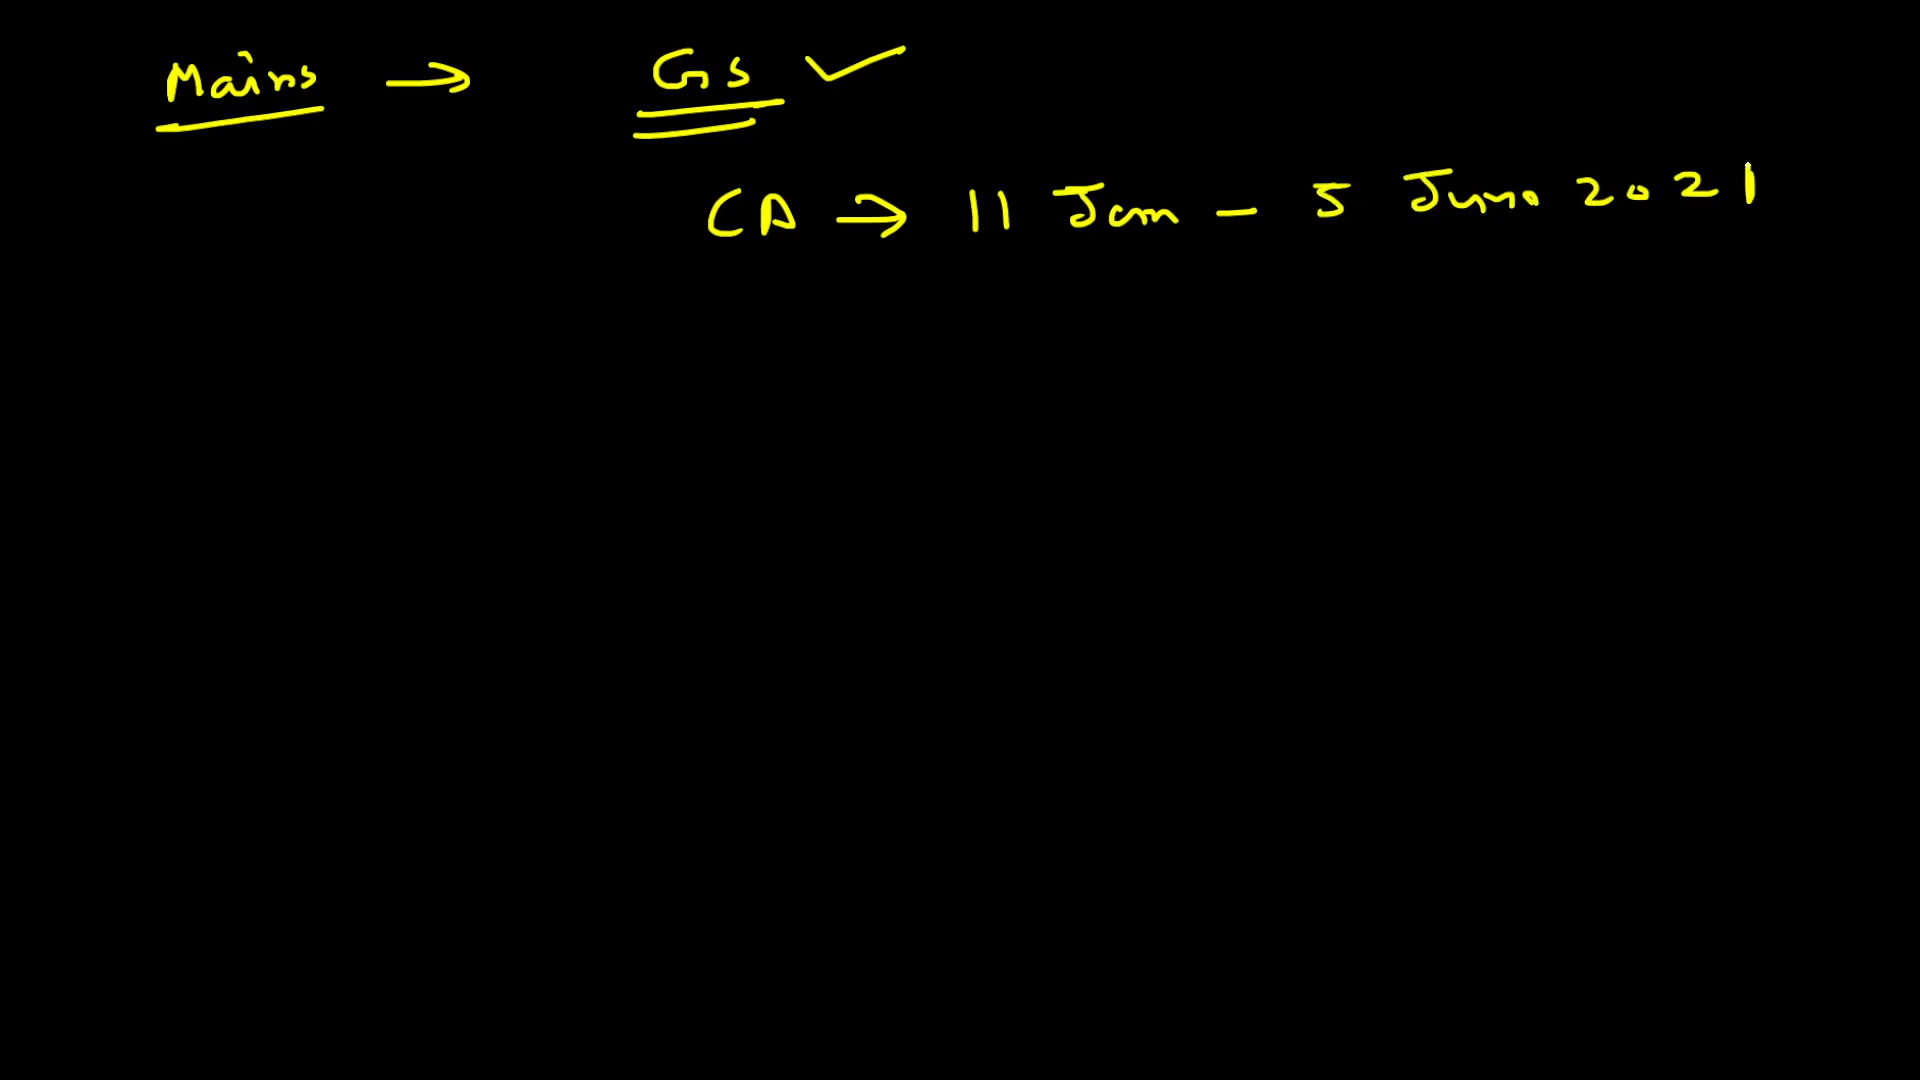 Mains → GS ✓
CA → 11 Jan - 5 June 2021